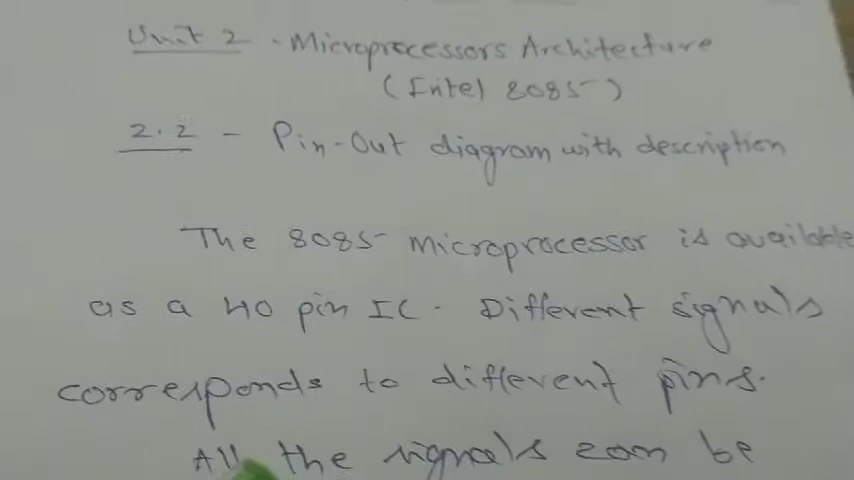 Unit 2 - Microprocessors Architecture
(Intel 8085)
2.2 - Pin-Out diagram with description
The 8085 microprocessor is available
as a 40 pin IC. Different signals
corresponds to different pins.
All the signals can be